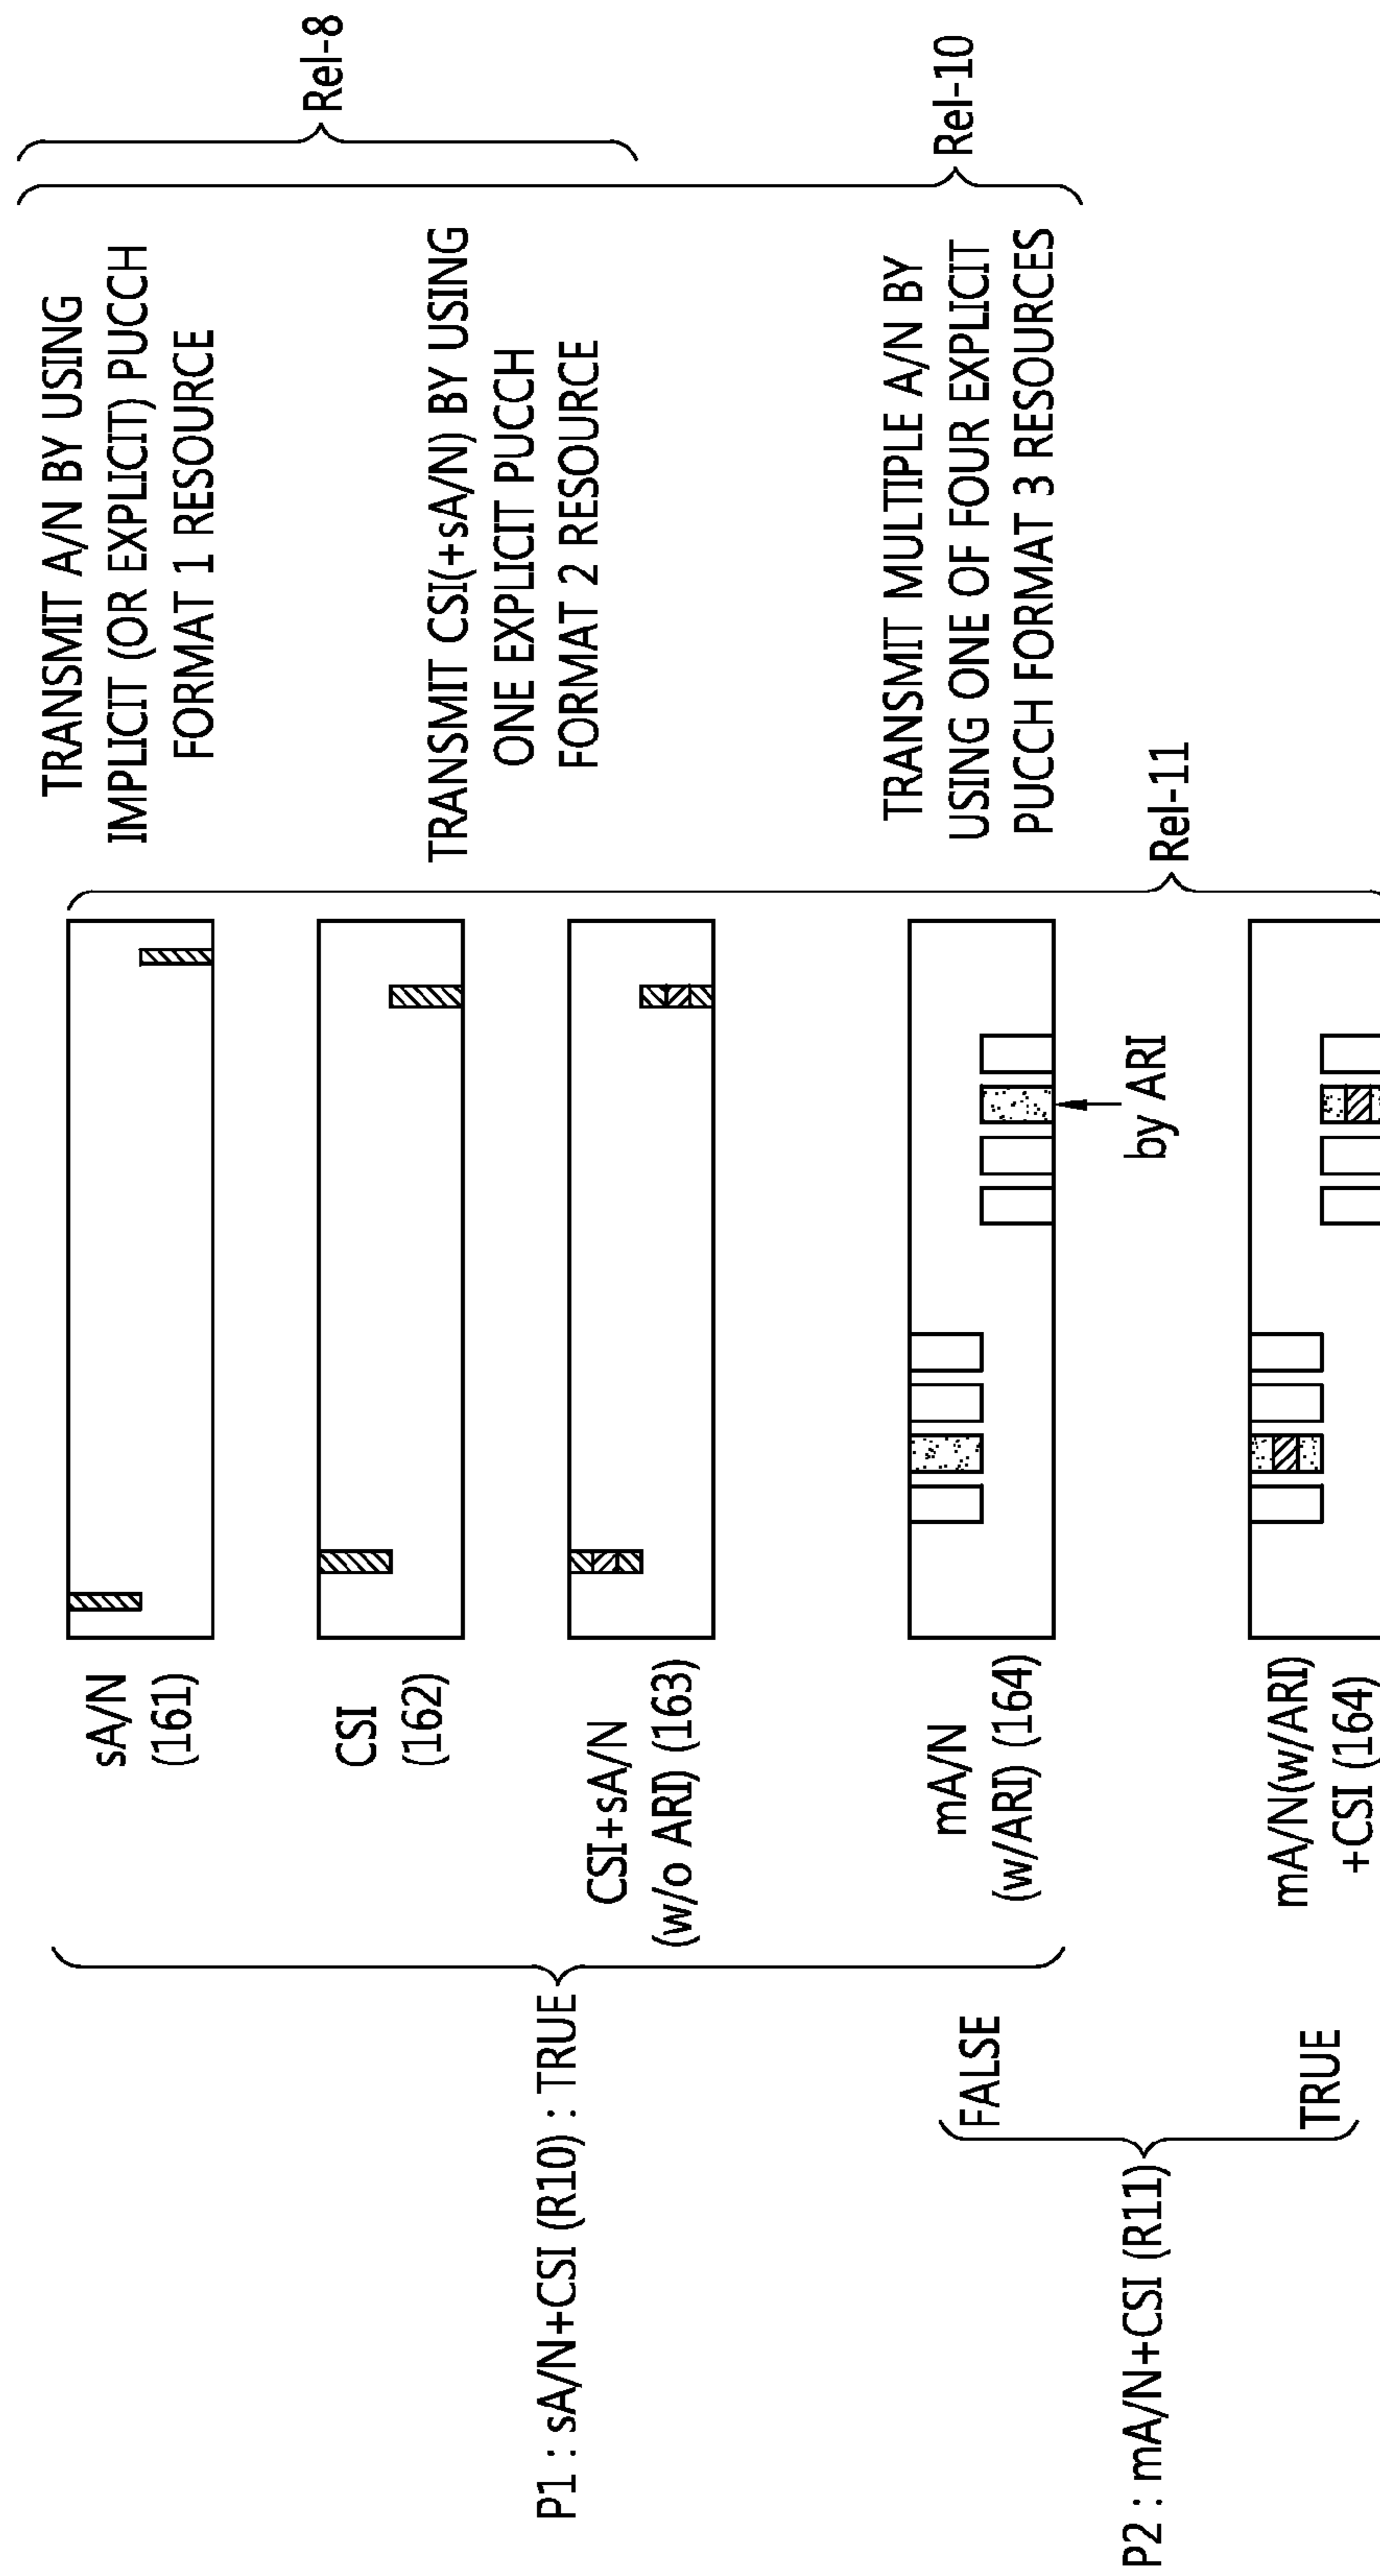 P1 : sA/N+CSI (R10) : TRUE
P2 : mA/N+CSI (R11)
FALSE
TRUE
sA/N
(161)
CSI
(162)
CSI+sA/N
(w/o ARI) (163)
mA/N
(w/ARI) (164)
mA/N(w/ARI)
+CSI (164)
by ARI
Rel-11
TRANSMIT A/N BY USING
IMPLICIT (OR EXPLICIT) PUCCH
FORMAT 1 RESOURCE
TRANSMIT CSI(+sA/N) BY USING
ONE EXPLICIT PUCCH
FORMAT 2 RESOURCE
TRANSMIT MULTIPLE A/N BY
USING ONE OF FOUR EXPLICIT
PUCCH FORMAT 3 RESOURCES
Rel-8
Rel-10